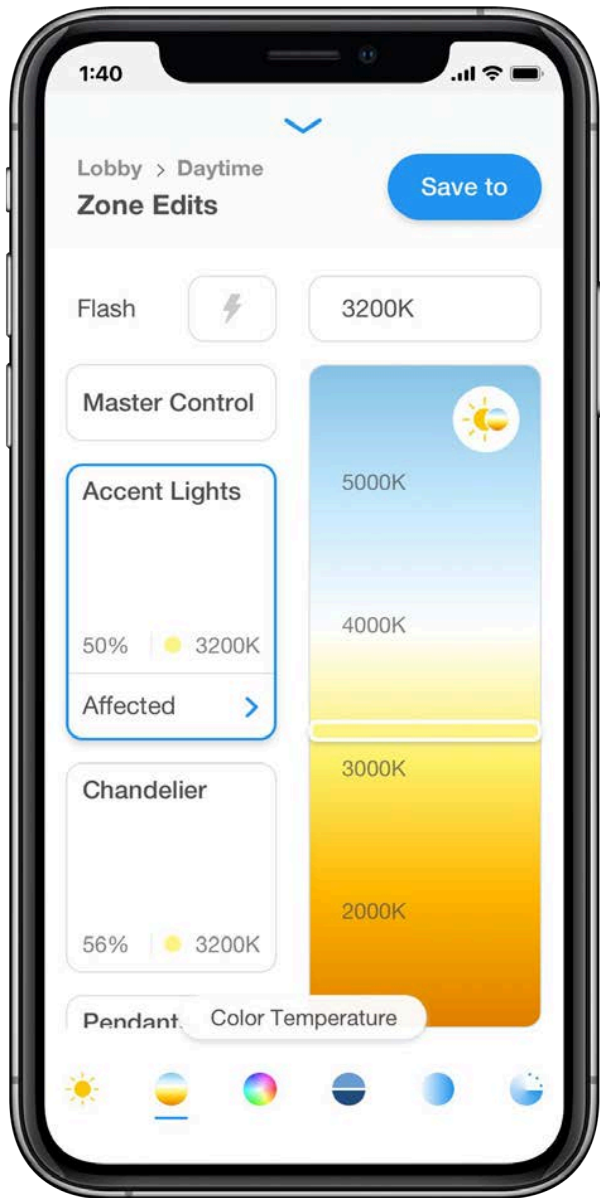 1:40
Lobby > Daytime
Zone Edits
Save to
Flash
3200K
Master Control
Accent Lights
50%
3200K
Affected
Chandelier
56%
3200K
Pendant
5000K
4000K
3000K
2000K
Color Temperature